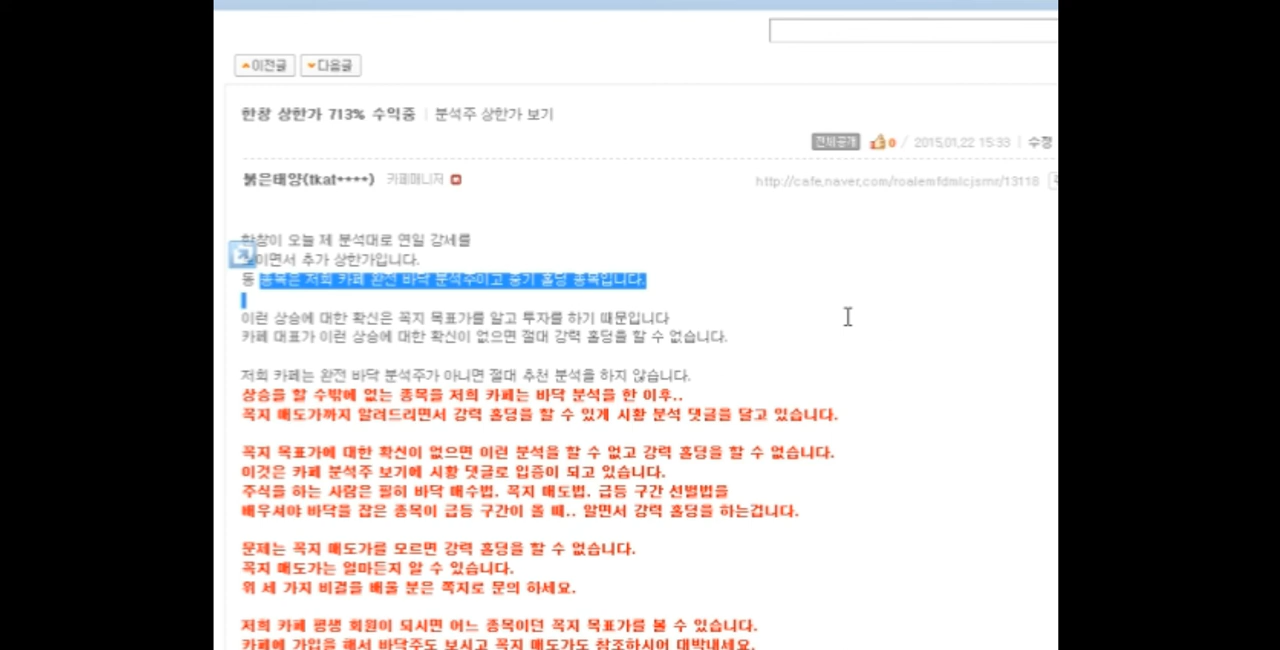 이전글 다음글
한창 상한가 713% 수익중 | 분석주 상한가 보기
전체공개 0 / 2015.01.22 15:33 | 수정
붉은태양(tkat****) 카페매니저 http://cafe.naver.com/roalemfdmlcjsrnr/13118
한창이 오늘 제 분석대로 연일 강세를
보이면서 추가 상한가입니다.
동 종목은 저희 카페 완전 바닥 분석주이고 중기 홀딩 종목입니다.
이런 상승에 대한 확신은 꼭지 목표가를 알고 투자를 하기 때문입니다
카페 대표가 이런 상승에 대한 확신이 없으면 절대 강력 홀딩을 할 수 없습니다.
저희 카페는 완전 바닥 분석주가 아니면 절대 추천 분석을 하지 않습니다.
상승을 할 수밖에 없는 종목을 저희 카페는 바닥 분석을 한 이후..
꼭지 매도가까지 알려드리면서 강력 홀딩을 할 수 있게 시황 분석 댓글을 달고 있습니다.
꼭지 목표가에 대한 확신이 없으면 이런 분석을 할 수 없고 강력 홀딩을 할 수 없습니다.
이것은 카페 분석주 보기에 시황 댓글로 입증이 되고 있습니다.
주식을 하는 사람은 필히 바닥 매수법, 꼭지 매도법, 급등 구간 선별법을
배우셔야 바닥을 잡은 종목이 급등 구간이 올 때.. 알면서 강력 홀딩을 하는겁니다.
문제는 꼭지 매도가를 모르면 강력 홀딩을 할 수 없습니다.
꼭지 매도가는 얼마든지 알 수 있습니다.
위 세 가지 비결을 배울 분은 쪽지로 문의 하세요.
저희 카페 평생 회원이 되시면 어느 종목이던 꼭지 목표가를 볼 수 있습니다.
카페에 가입을 해서 바닥주도 보시고 꼭지 매도가도 참조하시어 대박내세요.